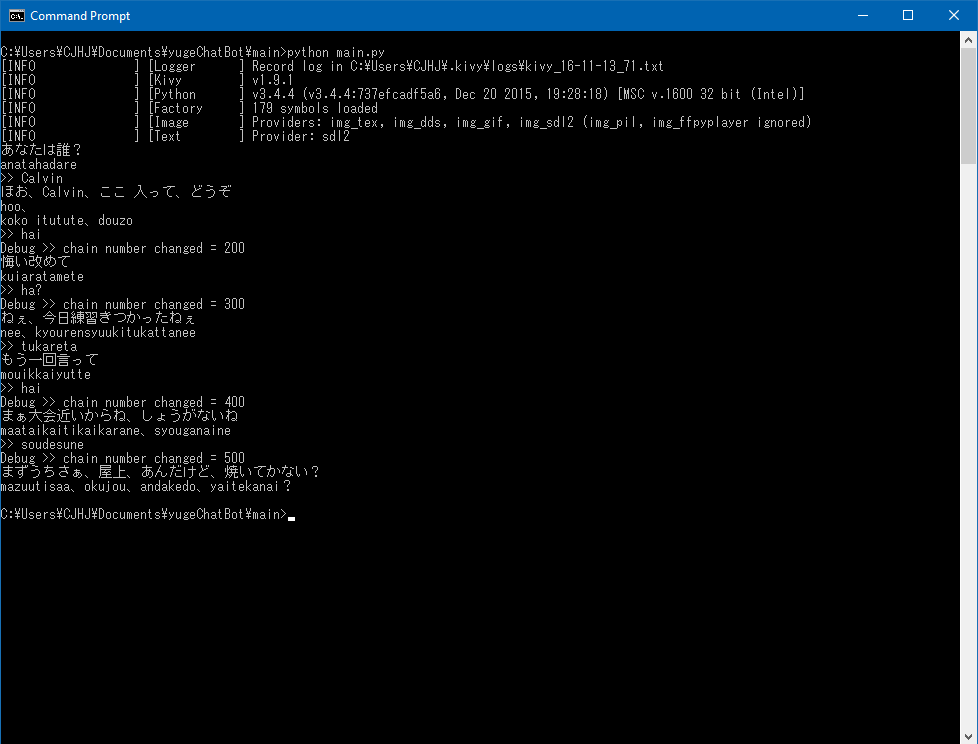 Command Prompt
C:¥Users¥CJHJ¥Documents¥yugeChatBot¥main>python main.py
[INFO              ] [Logger      ] Record log in C:¥Users¥CJHJ¥.kivy¥logs¥kivy_16-11-13_71.txt
[INFO              ] [Kivy        ] v1.9.1
[INFO              ] [Python      ] v3.4.4 (v3.4.4:737efcadf5a6, Dec 20 2015, 19:28:18) [MSC v.1600 32 bit (Intel)]
[INFO              ] [Factory     ] 179 symbols loaded
[INFO              ] [Image       ] Providers: img_tex, img_dds, img_gif, img_sdl2 (img_pil, img_ffpyplayer ignored)
[INFO              ] [Text        ] Provider: sdl2
あなたは誰？
anatahadare
>> Calvin
ほお、Calvin、ここ 入って、どうぞ
hoo、
koko itutute、douzo
>> hai
Debug >> chain number changed = 200
悔い改めて
kuiaratamete
>> ha?
Debug >> chain number changed = 300
ねぇ、今日練習きつかったねぇ
nee、kyourensyuukitukattanee
>> tukareta
もう一回言って
mouikkaiyutte
>> hai
Debug >> chain number changed = 400
まぁ大会近いからね、しょうがないね
maataikaitikaikarane、syouganaine
>> soudesune
Debug >> chain number changed = 500
まずうちさぁ、屋上、あんだけど、焼いてかない？
mazuutisaa、okujou、andakedo、yaitekanai？
C:¥Users¥CJHJ¥Documents¥yugeChatBot¥main>